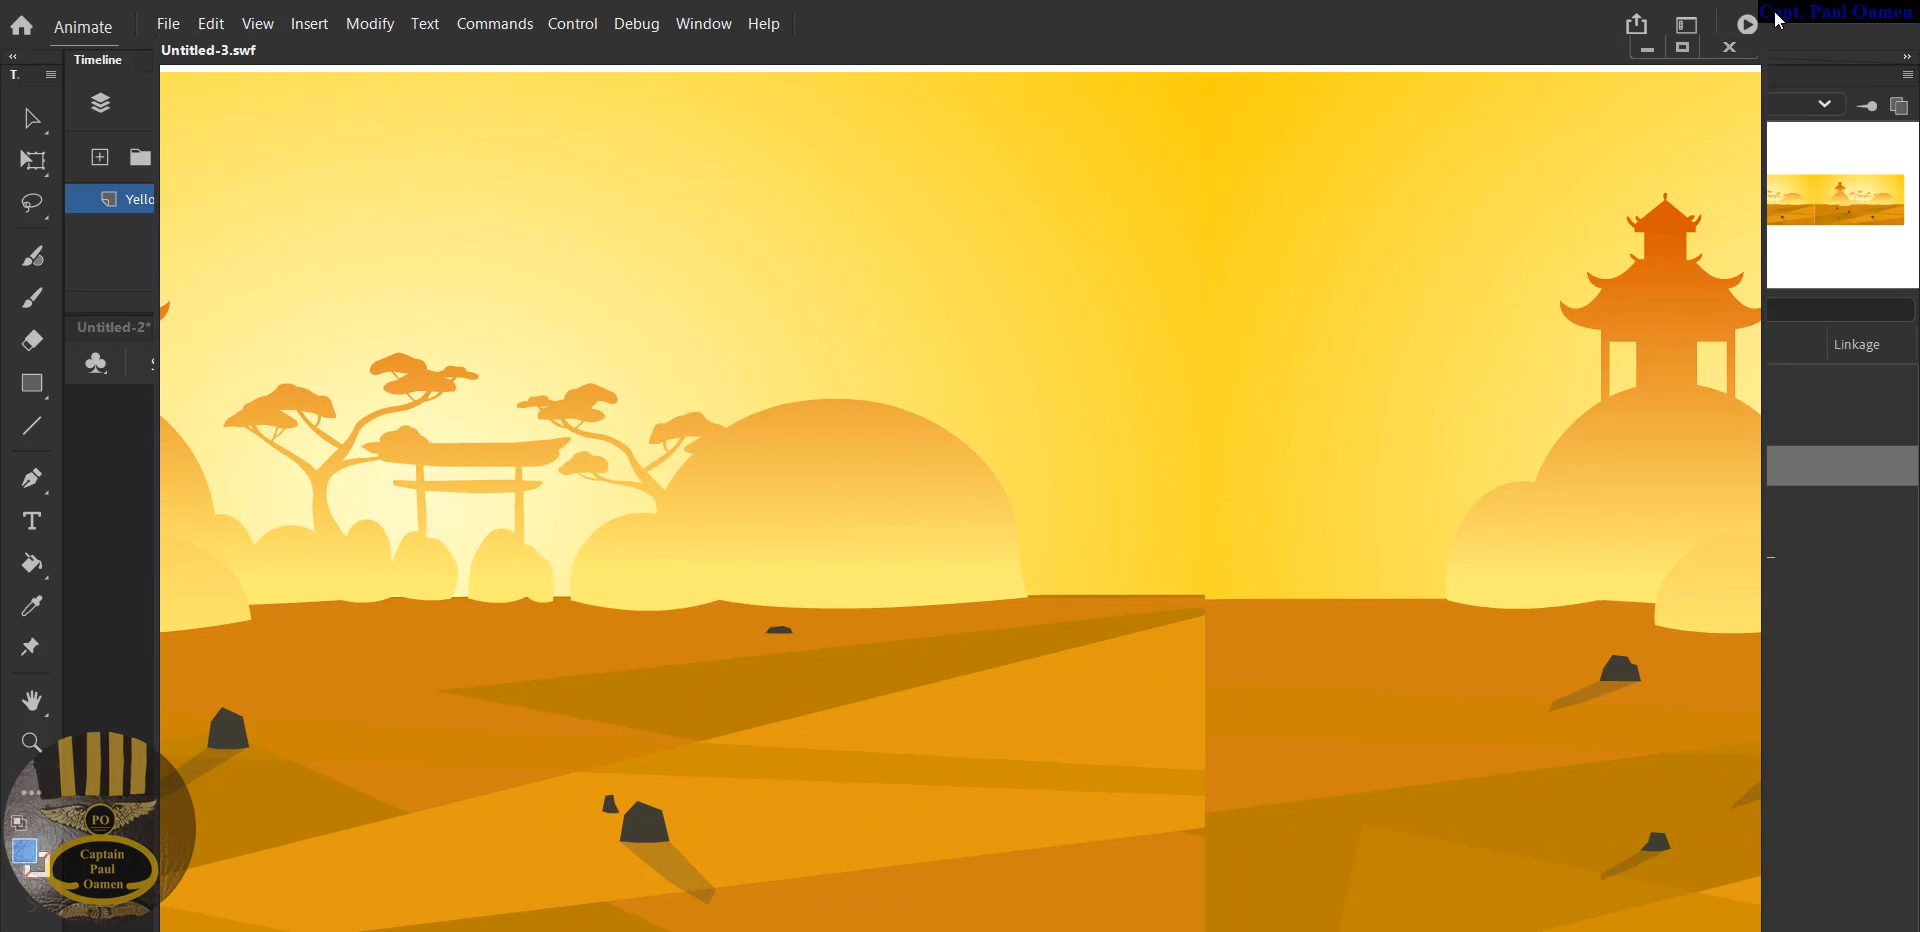 Capt. Paul Oamen
Animate
File Edit View Insert Modify Text Commands Control Debug Window Help
Untitled-3.swf
Timeline
T.
Yello
Untitled-2*
Linkage
PO
Captain
Paul
Oamen